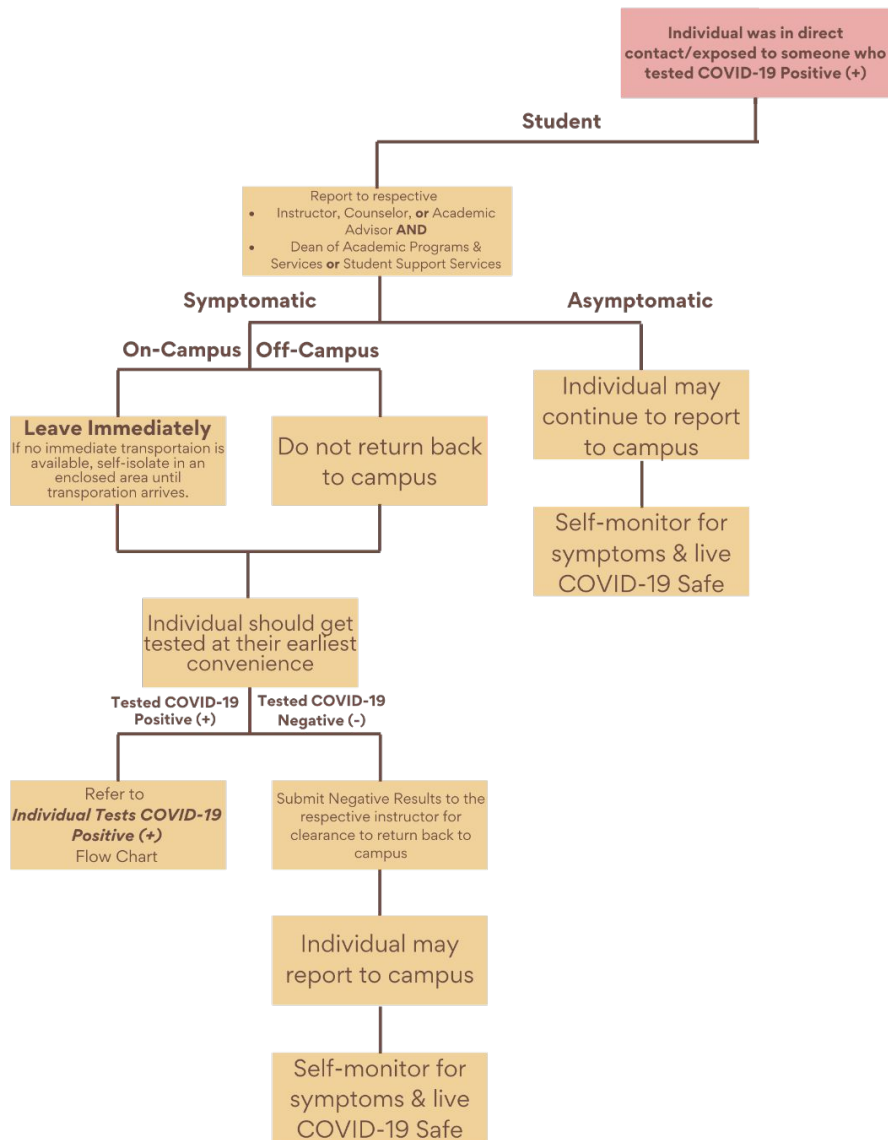 Individual was in direct
contact/exposed to someone who
tested COVID-19 Positive (+)
Student
Report to respective
• Instructor, Counselor, or Academic
Advisor AND
• Dean of Academic Programs &
Services or Student Support Services
Symptomatic
Asymptomatic
On-Campus
Off-Campus
Leave Immediately
If no immediate transportaion is
available, self-isolate in an
enclosed area until
transporation arrives.
Do not return back
to campus
Individual may
continue to report
to campus
Self-monitor for
symptoms & live
COVID-19 Safe
Individual should get
tested at their earliest
convenience
Tested COVID-19
Positive (+)
Tested COVID-19
Negative (-)
Refer to
Individual Tests COVID-19
Positive (+)
Flow Chart
Submit Negative Results to the
respective instructor for
clearance to return back to
campus
Individual may
report to campus
Self-monitor for
symptoms & live
COVID-19 Safe